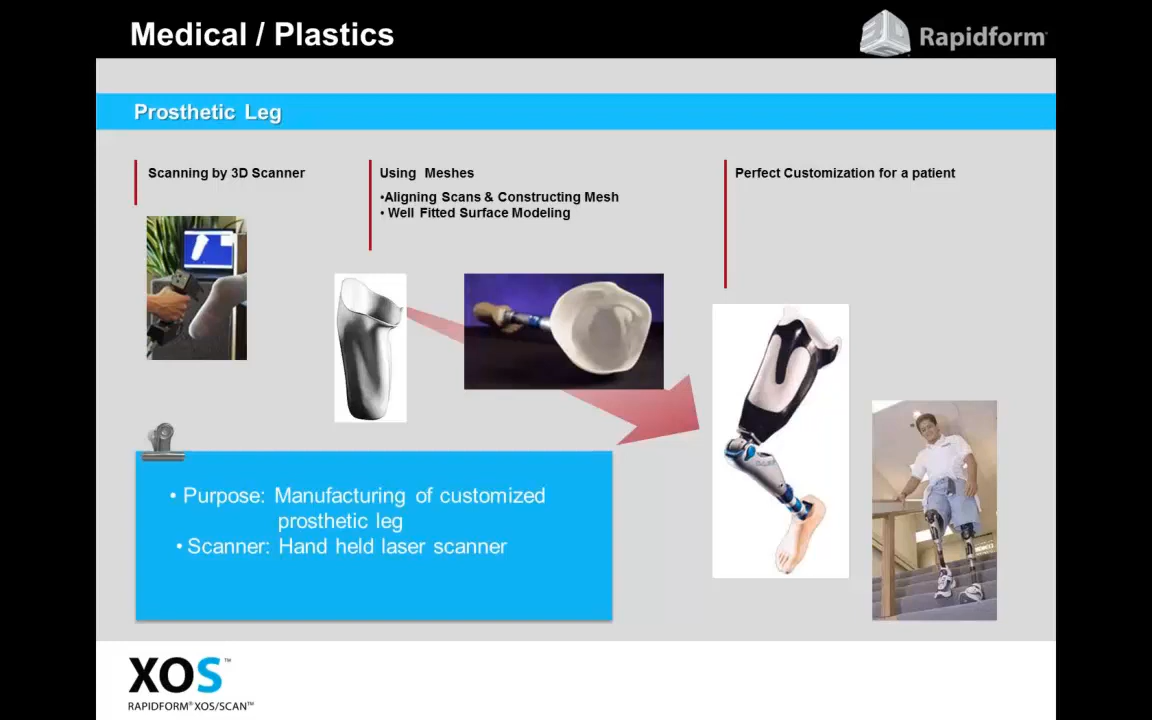 Medical / Plastics
Rapidform
Prosthetic Leg
Scanning by 3D Scanner
Using Meshes
•Aligning Scans & Constructing Mesh
• Well Fitted Surface Modeling
Perfect Customization for a patient
• Purpose: Manufacturing of customized
prosthetic leg
• Scanner: Hand held laser scanner
XOS™
RAPIDFORM® XOS/SCAN™